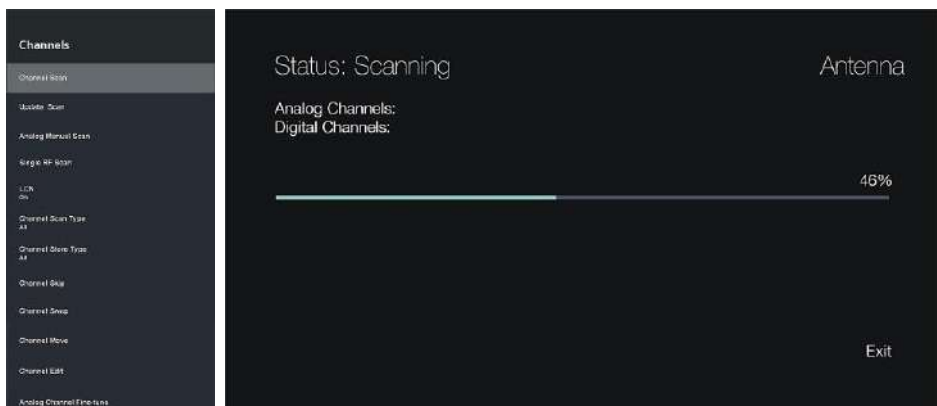 Channels
Channel Scan
Update Scan
Analog Manual Scan
Single RF Scan
LCN
On
Channel Scan Type
All
Channel Store Type
All
Channel Skip
Channel Swap
Channel Move
Channel Edit
Analog Channel Fine-tune
Status: Scanning
Antenna
Analog Channels:
Digital Channels:
46%
Exit